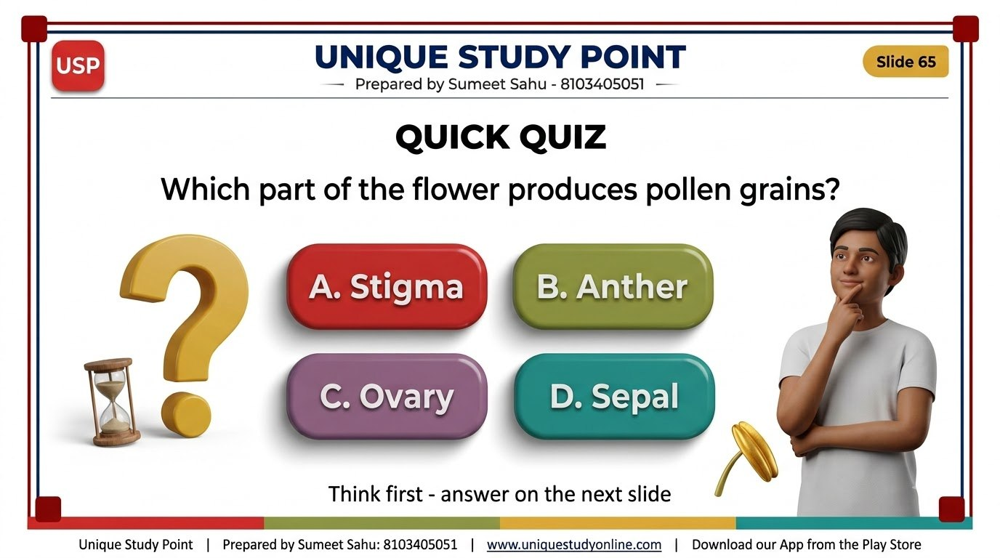 USP
UNIQUE STUDY POINT
Prepared by Sumeet Sahu - 8103405051
Slide 65
QUICK QUIZ
Which part of the flower produces pollen grains?
A. Stigma
B. Anther
C. Ovary
D. Sepal
Think first - answer on the next slide
Unique Study Point | Prepared by Sumeet Sahu: 8103405051 | www.uniquestudyonline.com | Download our App from the Play Store